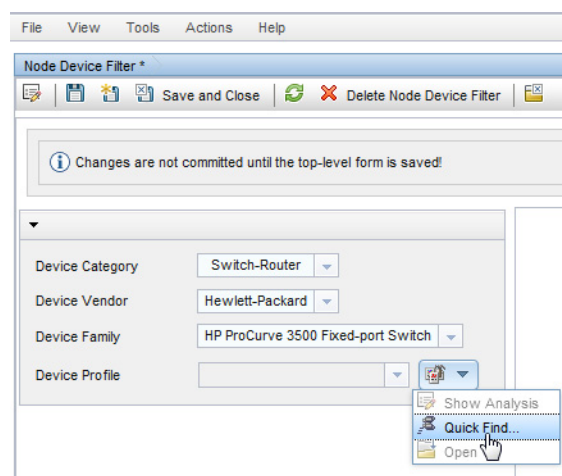 File View Tools Actions Help
Node Device Filter *
Save and Close Delete Node Device Filter
Changes are not committed until the top-level form is saved!
Device Category Switch-Router
Device Vendor Hewlett-Packard
Device Family HP ProCurve 3500 Fixed-port Switch
Device Profile
Show Analysis
Quick Find...
Open